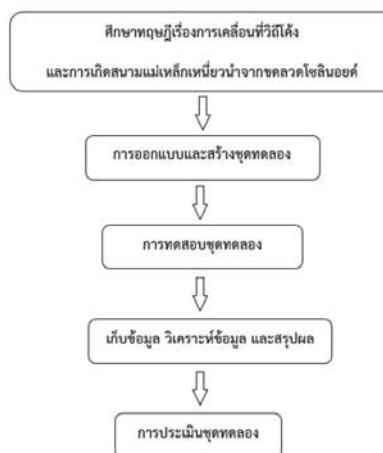 ศึกษาทฤษฎีเรื่องการเคลื่อนที่วิถีโค้ง
และการเกิดสนามแม่เหล็กเหนี่ยวนำจากขดลวดโซลินอยด์
การออกแบบและสร้างชุดทดลอง
การทดสอบชุดทดลอง
เก็บข้อมูล วิเคราะห์ข้อมูล และสรุปผล
การประเมินชุดทดลอง